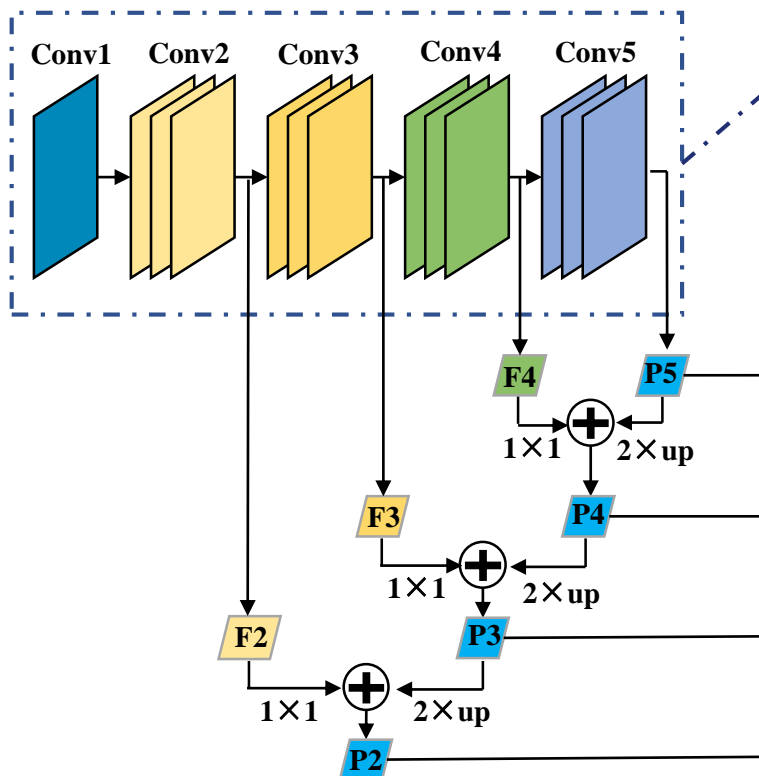 Conv1 Conv2 Conv3 Conv4 Conv5
F4 P5
1×1 2×up
F3 P4
1×1 2×up
F2 P3
1×1 2×up
P2